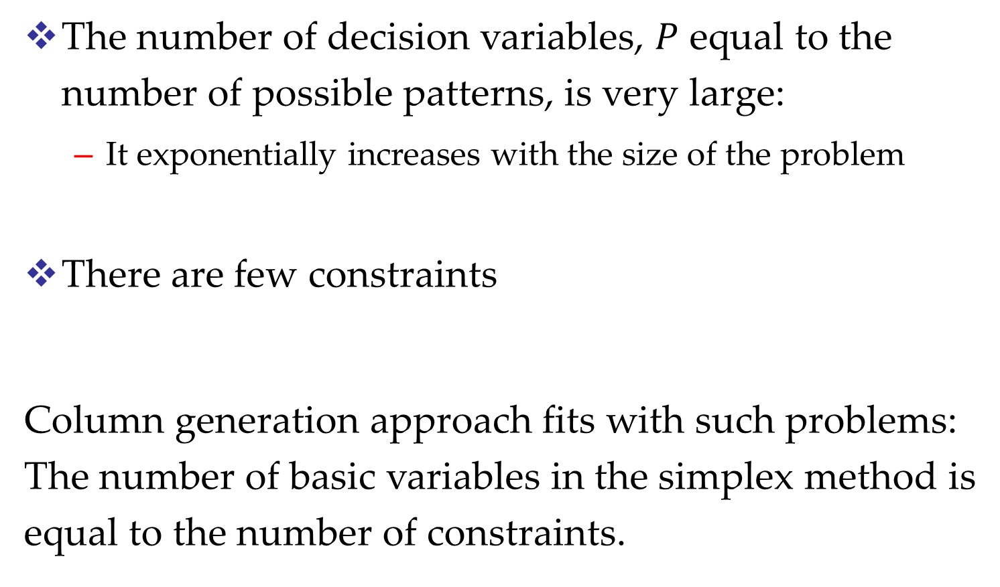 ❖ The number of decision variables, P equal to the
number of possible patterns, is very large:
– It exponentially increases with the size of the problem
❖ There are few constraints
Column generation approach fits with such problems:
The number of basic variables in the simplex method is
equal to the number of constraints.